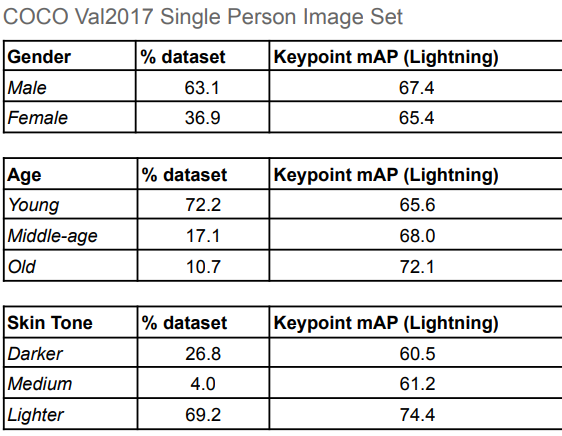 COCO Val2017 Single Person Image Set
Gender % dataset Keypoint mAP (Lightning)
Male 63.1 67.4
Female 36.9 65.4
Age % dataset Keypoint mAP (Lightning)
Young 72.2 65.6
Middle-age 17.1 68.0
Old 10.7 72.1
Skin Tone % dataset Keypoint mAP (Lightning)
Darker 26.8 60.5
Medium 4.0 61.2
Lighter 69.2 74.4